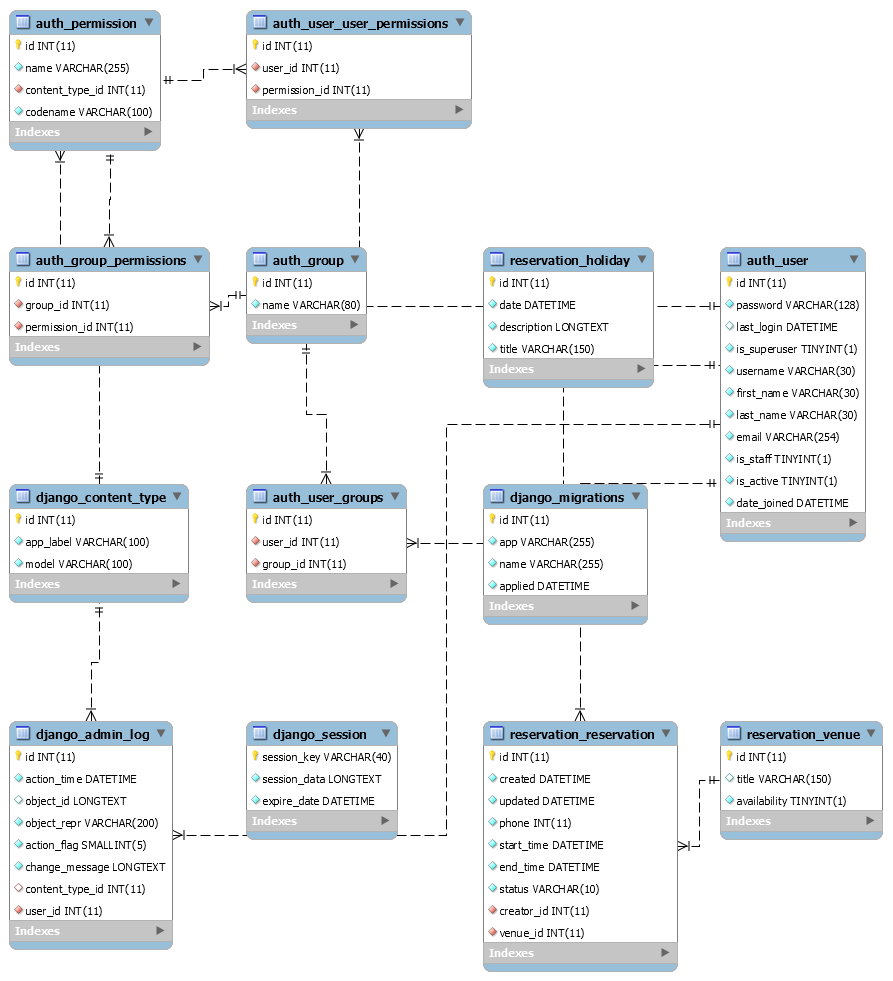 auth_permission
id INT(11)
name VARCHAR(255)
content_type_id INT(11)
codename VARCHAR(100)
Indexes
auth_user_user_permissions
id INT(11)
user_id INT(11)
permission_id INT(11)
Indexes
auth_group_permissions
id INT(11)
group_id INT(11)
permission_id INT(11)
Indexes
auth_group
id INT(11)
name VARCHAR(80)
Indexes
reservation_holiday
id INT(11)
date DATETIME
description LONGTEXT
title VARCHAR(150)
Indexes
auth_user
id INT(11)
password VARCHAR(128)
last_login DATETIME
is_superuser TINYINT(1)
username VARCHAR(30)
first_name VARCHAR(30)
last_name VARCHAR(30)
email VARCHAR(254)
is_staff TINYINT(1)
is_active TINYINT(1)
date_joined DATETIME
Indexes
django_content_type
id INT(11)
app_label VARCHAR(100)
model VARCHAR(100)
Indexes
auth_user_groups
id INT(11)
user_id INT(11)
group_id INT(11)
Indexes
django_migrations
id INT(11)
app VARCHAR(255)
name VARCHAR(255)
applied DATETIME
Indexes
django_admin_log
id INT(11)
action_time DATETIME
object_id LONGTEXT
object_repr VARCHAR(200)
action_flag SMALLINT(5)
change_message LONGTEXT
content_type_id INT(11)
user_id INT(11)
Indexes
django_session
session_key VARCHAR(40)
session_data LONGTEXT
expire_date DATETIME
Indexes
reservation_reservation
id INT(11)
created DATETIME
updated DATETIME
phone INT(11)
start_time DATETIME
end_time DATETIME
status VARCHAR(10)
creator_id INT(11)
venue_id INT(11)
Indexes
reservation_venue
id INT(11)
title VARCHAR(150)
availability TINYINT(1)
Indexes